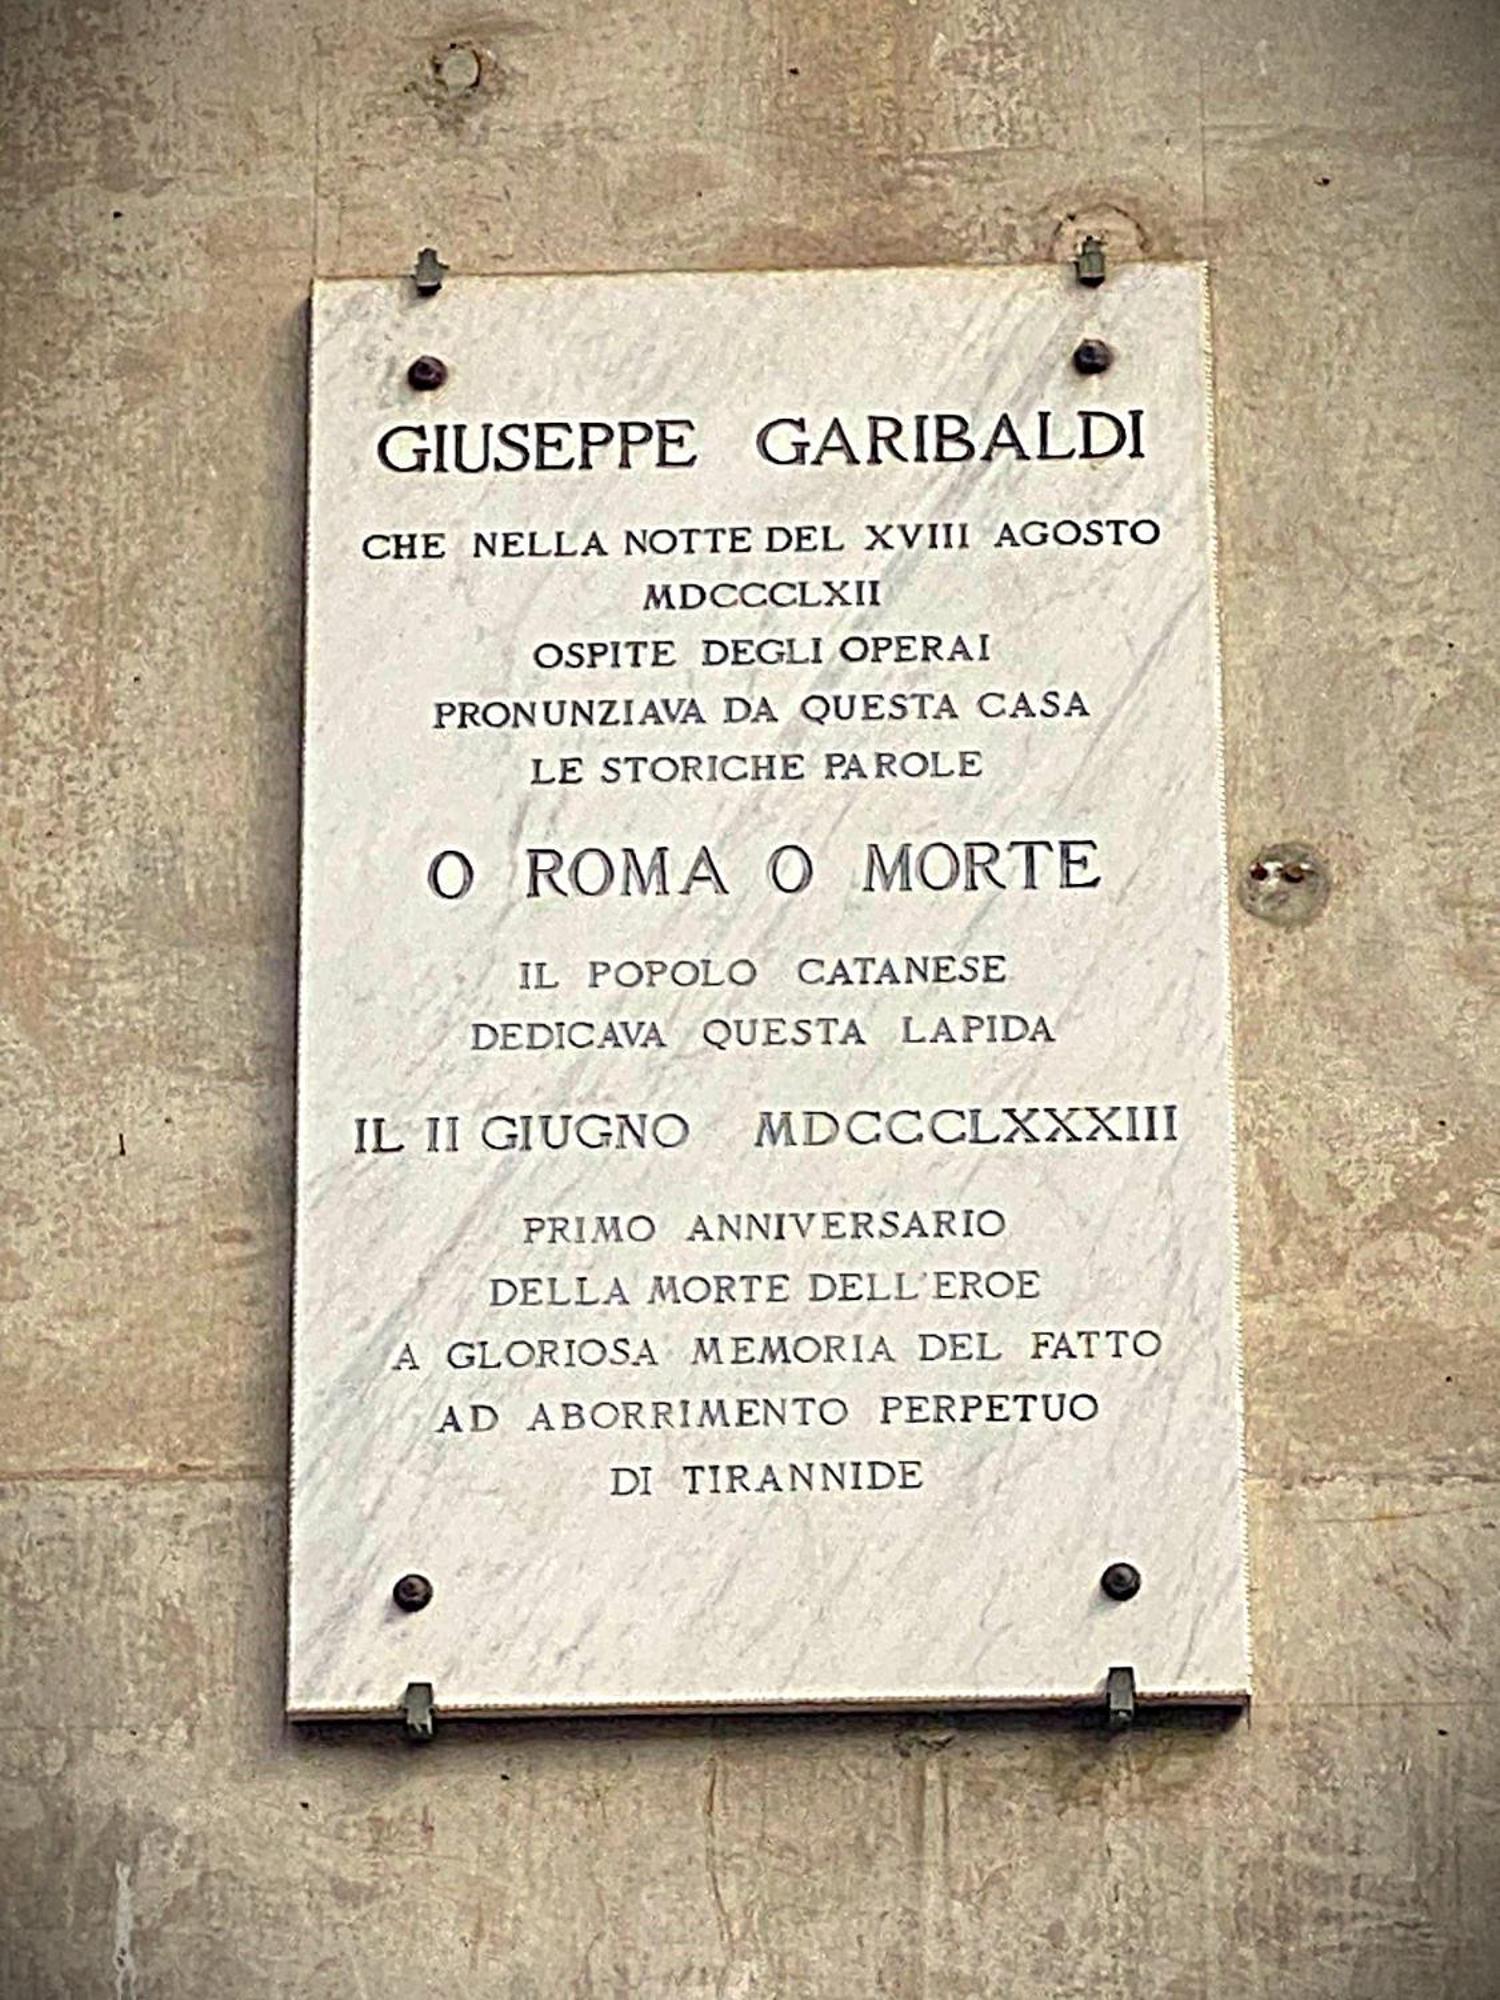 GIUSEPPE GARIBALDI
CHE NELLA NOTTE DEL XVIII AGOSTO
MDCCCLXII
OSPITE DEGLI OPERAI
PRONUNZIAVA DA QUESTA CASA
LE STORICHE PAROLE
O ROMA O MORTE
IL POPOLO CATANESE
DEDICAVA QUESTA LAPIDA
IL II GIUGNO MDCCCLXXXIII
PRIMO ANNIVERSARIO
DELLA MORTE DELL'EROE
A GLORIOSA MEMORIA DEL FATTO
AD ABORRIMENTO PERPETUO
DI TIRANNIDE